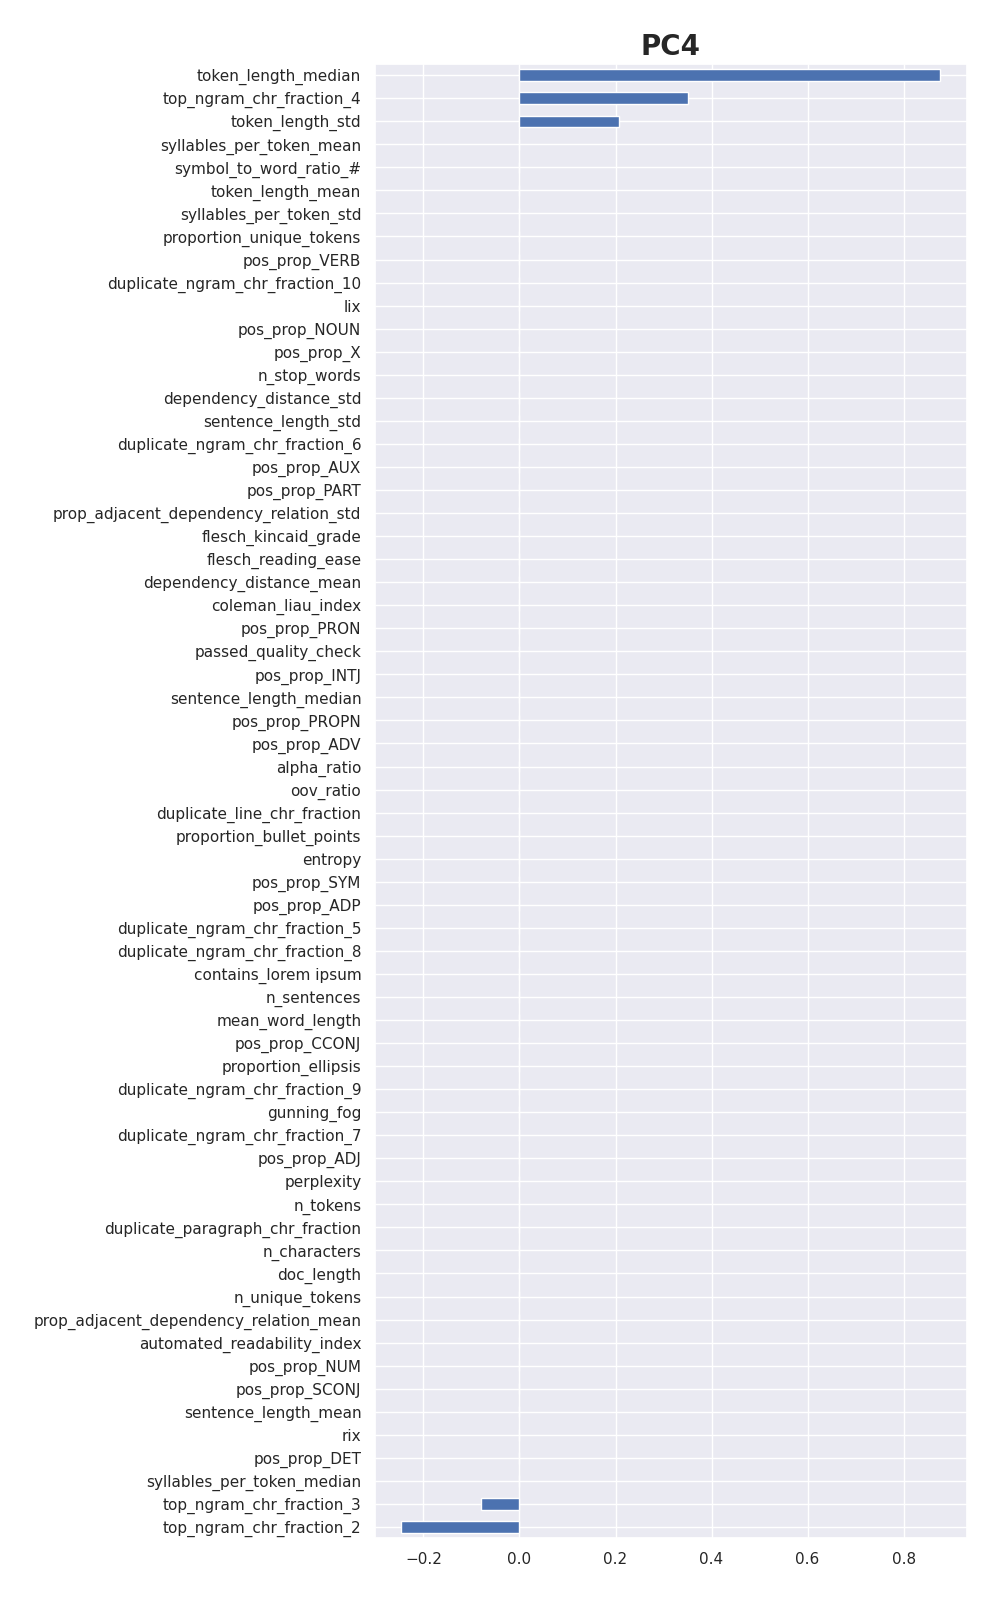 PC4
token_length_median
top_ngram_chr_fraction_4
token_length_std
syllables_per_token_mean
symbol_to_word_ratio_#
token_length_mean
syllables_per_token_std
proportion_unique_tokens
pos_prop_VERB
duplicate_ngram_chr_fraction_10
lix
pos_prop_NOUN
pos_prop_X
n_stop_words
dependency_distance_std
sentence_length_std
duplicate_ngram_chr_fraction_6
pos_prop_AUX
pos_prop_PART
prop_adjacent_dependency_relation_std
flesch_kincaid_grade
flesch_reading_ease
dependency_distance_mean
coleman_liau_index
pos_prop_PRON
passed_quality_check
pos_prop_INTJ
sentence_length_median
pos_prop_PROPN
pos_prop_ADV
alpha_ratio
oov_ratio
duplicate_line_chr_fraction
proportion_bullet_points
entropy
pos_prop_SYM
pos_prop_ADP
duplicate_ngram_chr_fraction_5
duplicate_ngram_chr_fraction_8
contains_lorem ipsum
n_sentences
mean_word_length
pos_prop_CCONJ
proportion_ellipsis
duplicate_ngram_chr_fraction_9
gunning_fog
duplicate_ngram_chr_fraction_7
pos_prop_ADJ
perplexity
n_tokens
duplicate_paragraph_chr_fraction
n_characters
doc_length
n_unique_tokens
prop_adjacent_dependency_relation_mean
automated_readability_index
pos_prop_NUM
pos_prop_SCONJ
sentence_length_mean
rix
pos_prop_DET
syllables_per_token_median
top_ngram_chr_fraction_3
top_ngram_chr_fraction_2
−0.2 0.0 0.2 0.4 0.6 0.8